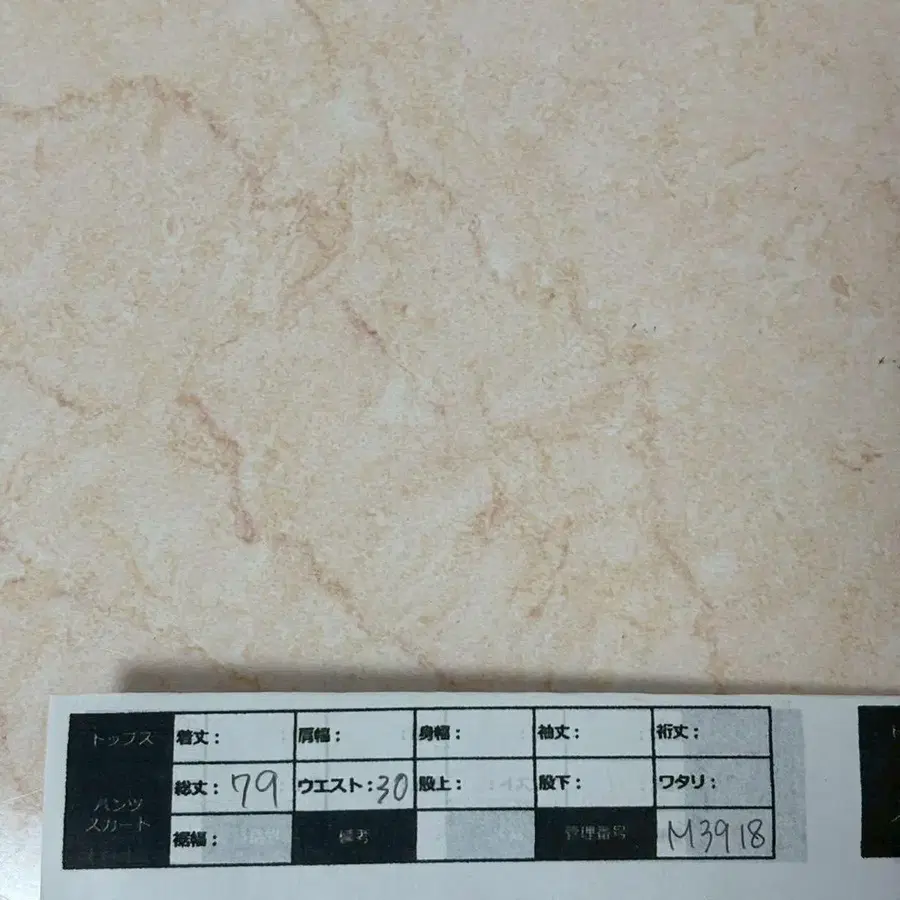 トップス 着丈: 肩幅: 身幅: 袖丈: 裄丈:
パンツ スカート 総丈: 79 ウエスト: 30 股上: 股下: ワタリ:
裾幅: 備考 管理番号 M3918